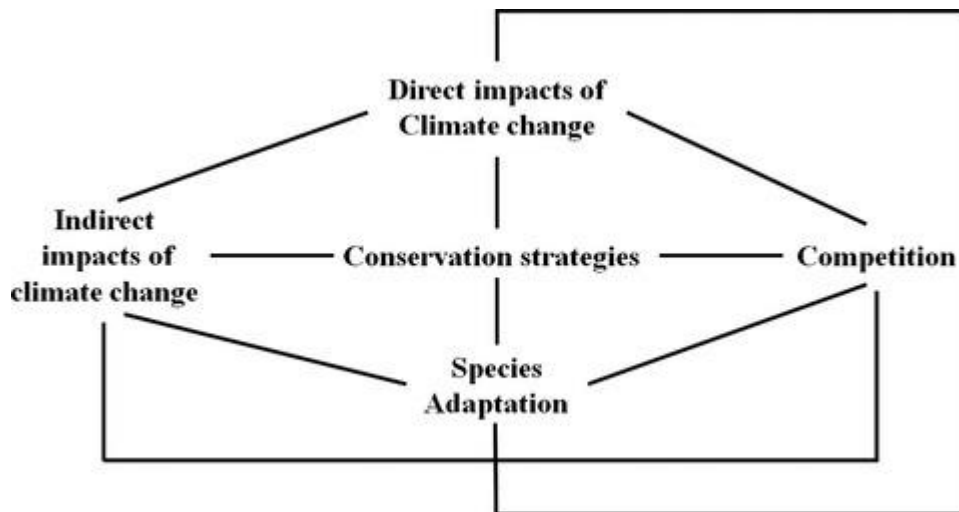 Direct impacts of
Climate change
Indirect
impacts of
climate change
Conservation strategies
Competition
Species
Adaptation